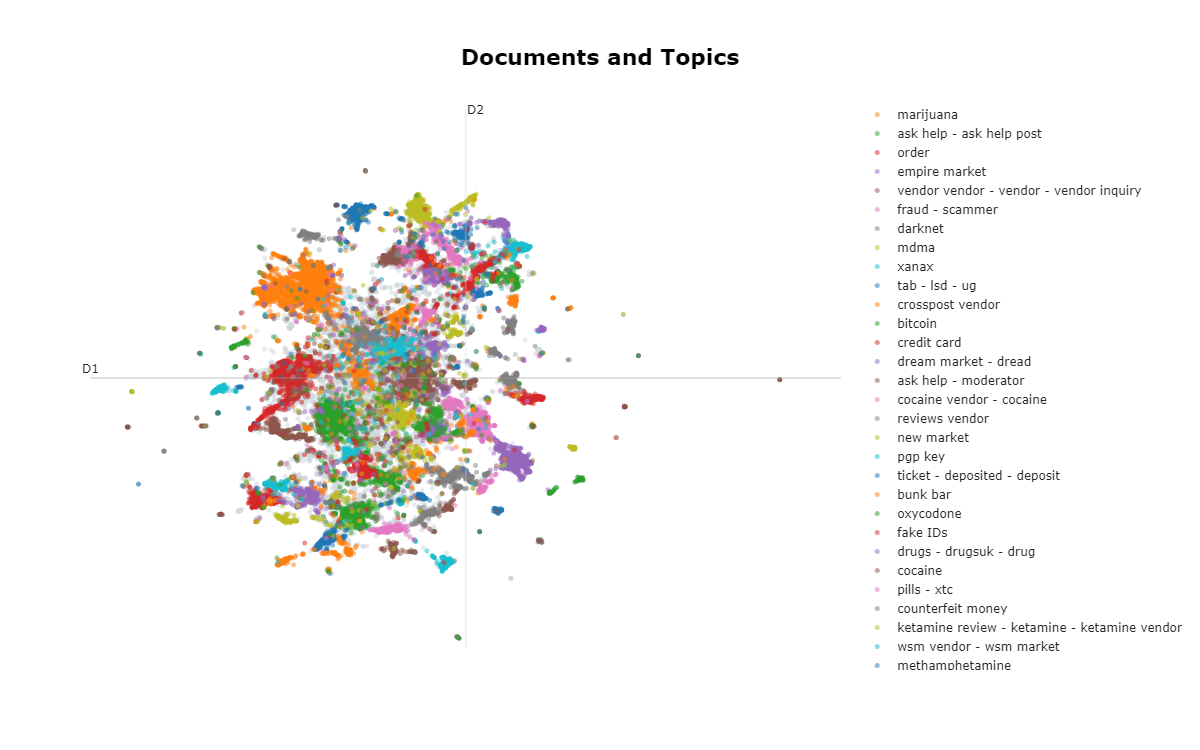 Documents and Topics
D2
D1
marijuana
ask help - ask help post
order
empire market
vendor vendor - vendor - vendor inquiry
fraud - scammer
darknet
mdma
xanax
tab - lsd - ug
crosspost vendor
bitcoin
credit card
dream market - dread
ask help - moderator
cocaine vendor - cocaine
reviews vendor
new market
pgp key
ticket - deposited - deposit
bunk bar
oxycodone
fake IDs
drugs - drugsuk - drug
cocaine
pills - xtc
counterfeit money
ketamine review - ketamine - ketamine vendor
wsm vendor - wsm market
methamphetamine